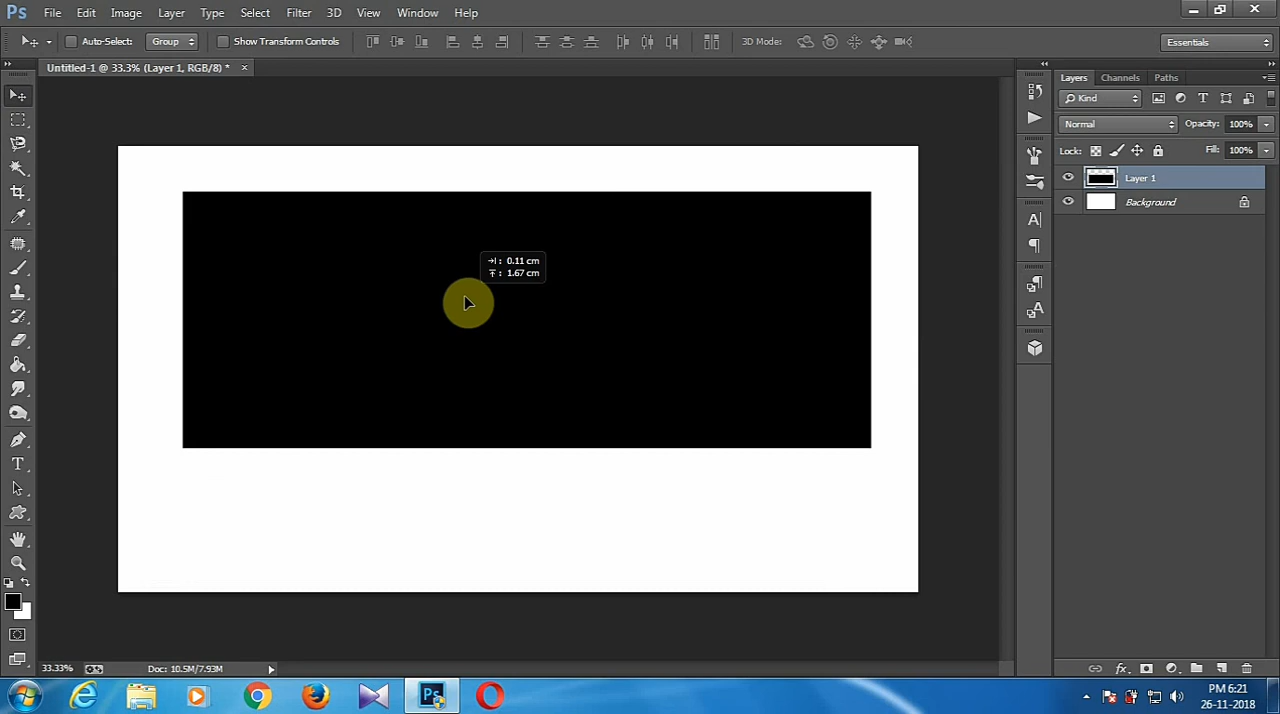 Ps File Edit Image Layer Type Select Filter 3D View Window Help
Auto-Select: Group Show Transform Controls 3D Mode: Essentials
Untitled-1 @ 33.3% (Layer 1, RGB/8) * ×
Layers Channels Paths
Kind T
Normal Opacity: 100%
Lock: Fill: 100%
Layer 1
Background
→|: 0.11 cm
: 1.67 cm
A|
¶
A
T
33.33% Doc: 10.5M/7.93M
fx
Ps
PM 6:21
26-11-2018